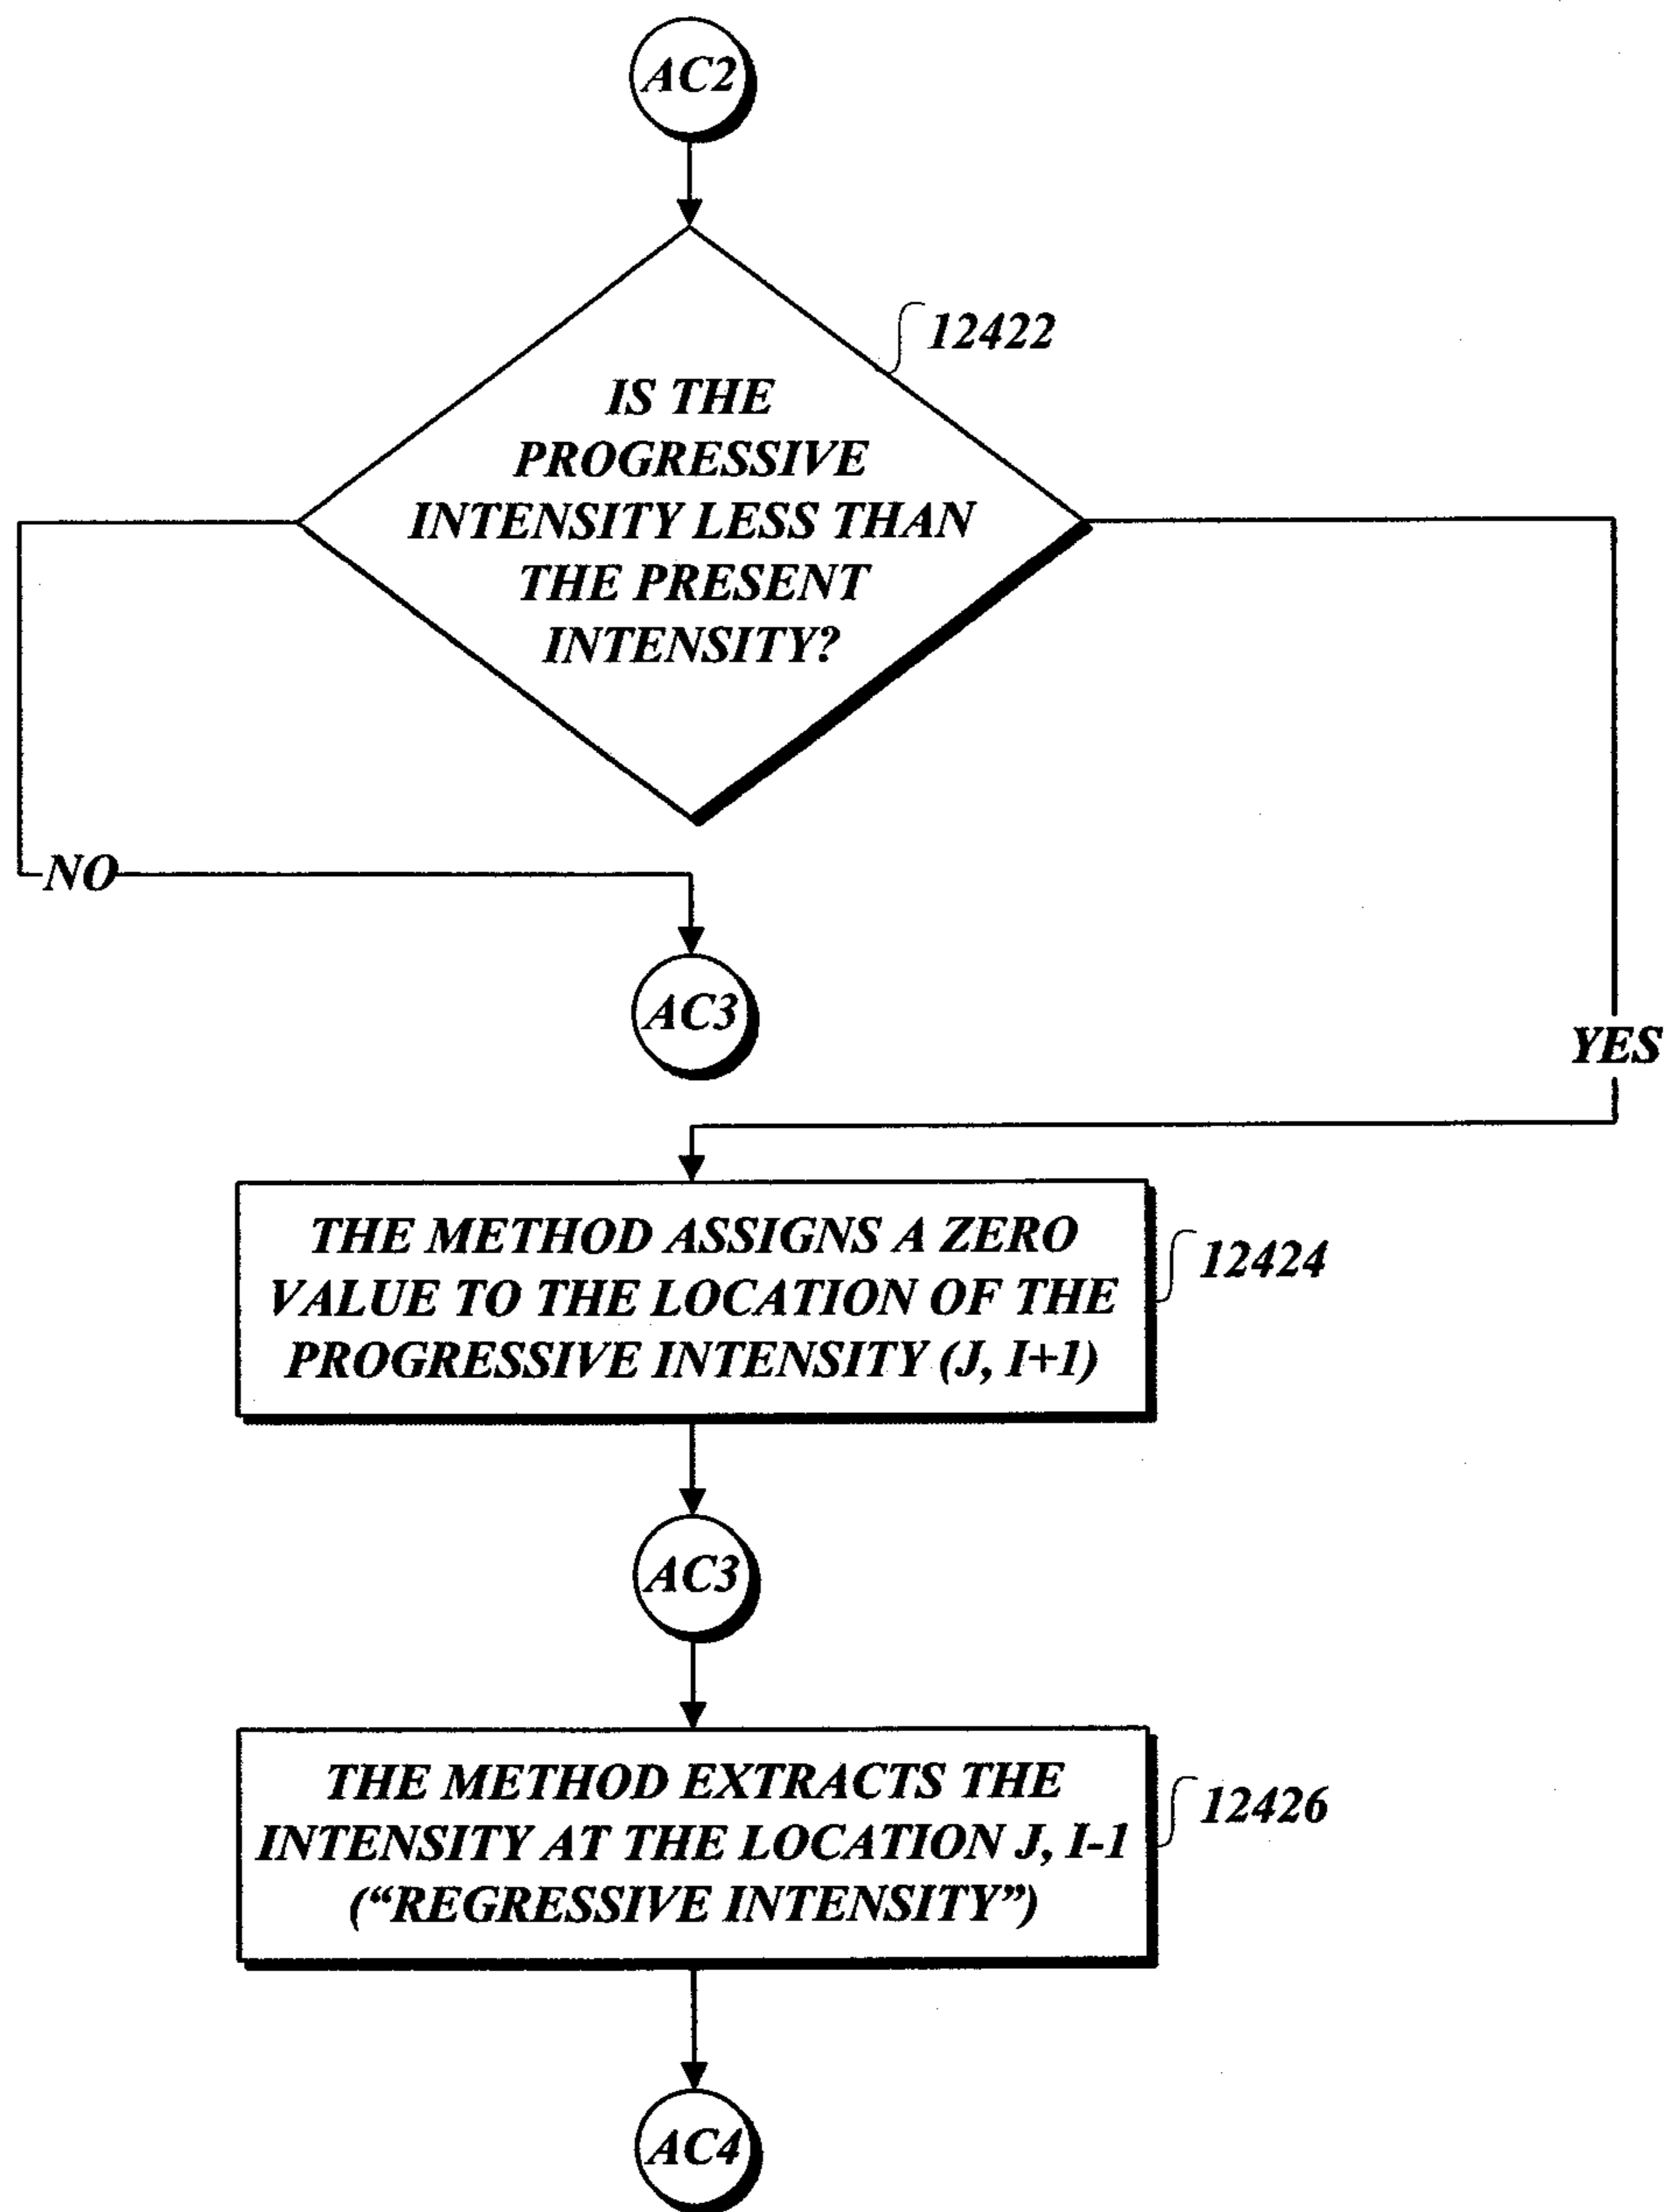 AC2
12422
IS THE
PROGRESSIVE
INTENSITY LESS THAN
THE PRESENT
INTENSITY?
NO
AC3
YES
THE METHOD ASSIGNS A ZERO
VALUE TO THE LOCATION OF THE
PROGRESSIVE INTENSITY (J, I+1)
12424
AC3
THE METHOD EXTRACTS THE
INTENSITY AT THE LOCATION J, I-1
(“REGRESSIVE INTENSITY”)
12426
AC4